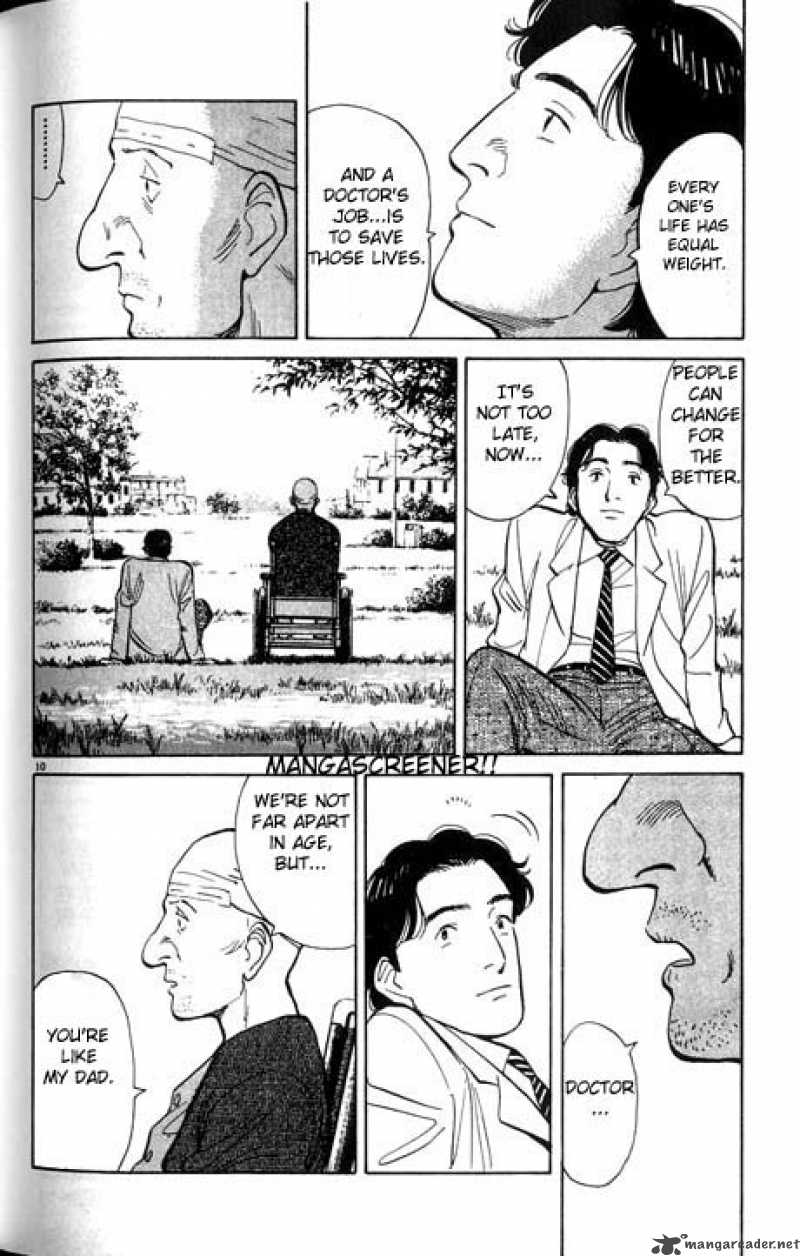 EVERY
ONE'S
LIFE HAS
EQUAL
WEIGHT.
AND A
DOCTOR'S
JOB...IS
TO SAVE
THOSE LIVES.
.........
PEOPLE
CAN
CHANGE
FOR
THE
BETTER.
IT'S
NOT TOO
LATE,
NOW...
10
MANGASCREENER!!
DOCTOR
...
WE'RE NOT
FAR APART
IN AGE,
BUT...
YOU'RE
LIKE
MY DAD.
mangareader.net